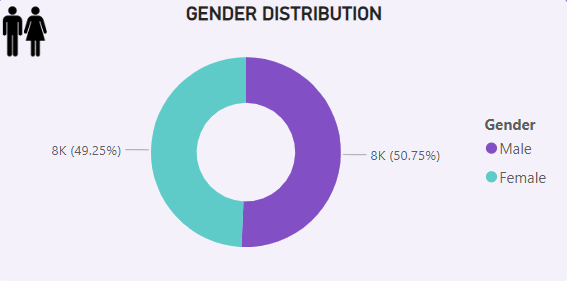 GENDER DISTRIBUTION
8K (49.25%)
8K (50.75%)
Gender
Male
Female